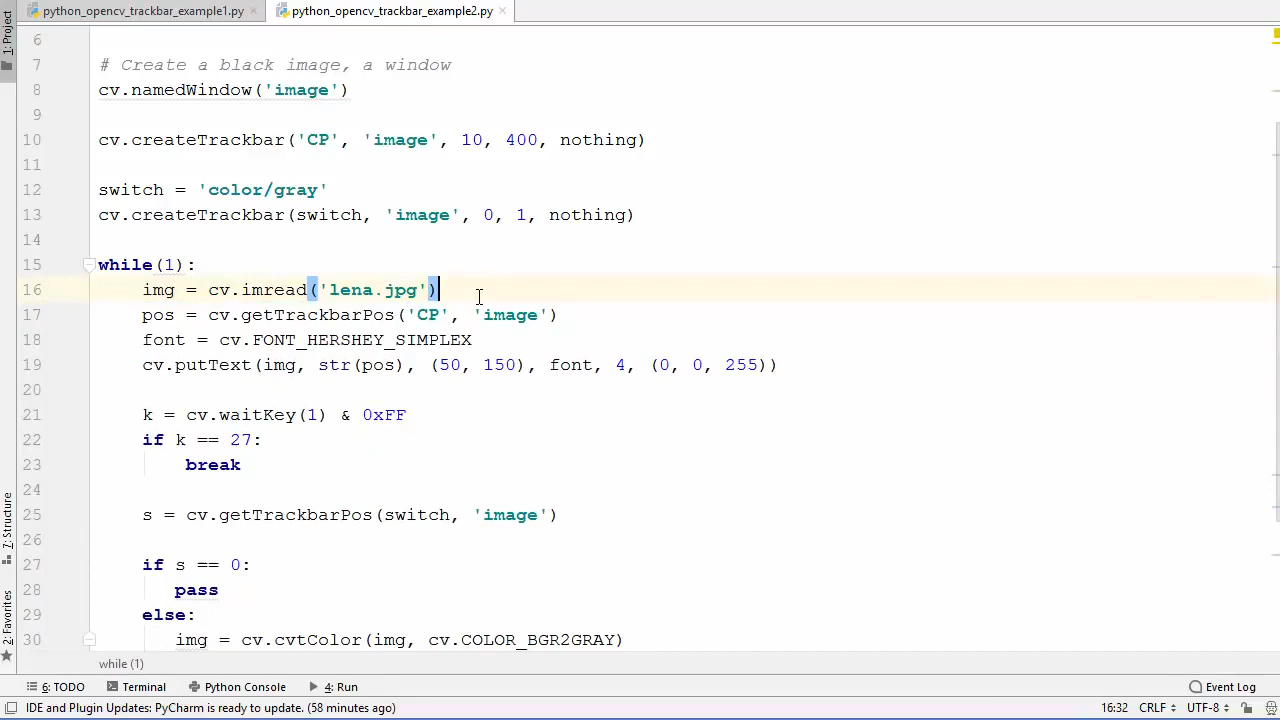 python_opencv_trackbar_example1.py python_opencv_trackbar_example2.py
1: Project
6
7 # Create a black image, a window
8 cv.namedWindow('image')
9
10 cv.createTrackbar('CP', 'image', 10, 400, nothing)
11
12 switch = 'color/gray'
13 cv.createTrackbar(switch, 'image', 0, 1, nothing)
14
15 while(1):
16 img = cv.imread('lena.jpg')
17 pos = cv.getTrackbarPos('CP', 'image')
18 font = cv.FONT_HERSHEY_SIMPLEX
19 cv.putText(img, str(pos), (50, 150), font, 4, (0, 0, 255))
20
21 k = cv.waitKey(1) & 0xFF
22 if k == 27:
23 break
24
25 s = cv.getTrackbarPos(switch, 'image')
26
27 if s == 0:
28 pass
29 else:
30 img = cv.cvtColor(img, cv.COLOR_BGR2GRAY)
7: Structure
2: Favorites
while (1)
6: TODO Terminal Python Console 4: Run Event Log
IDE and Plugin Updates: PyCharm is ready to update. (58 minutes ago) 16:32 CRLF UTF-8